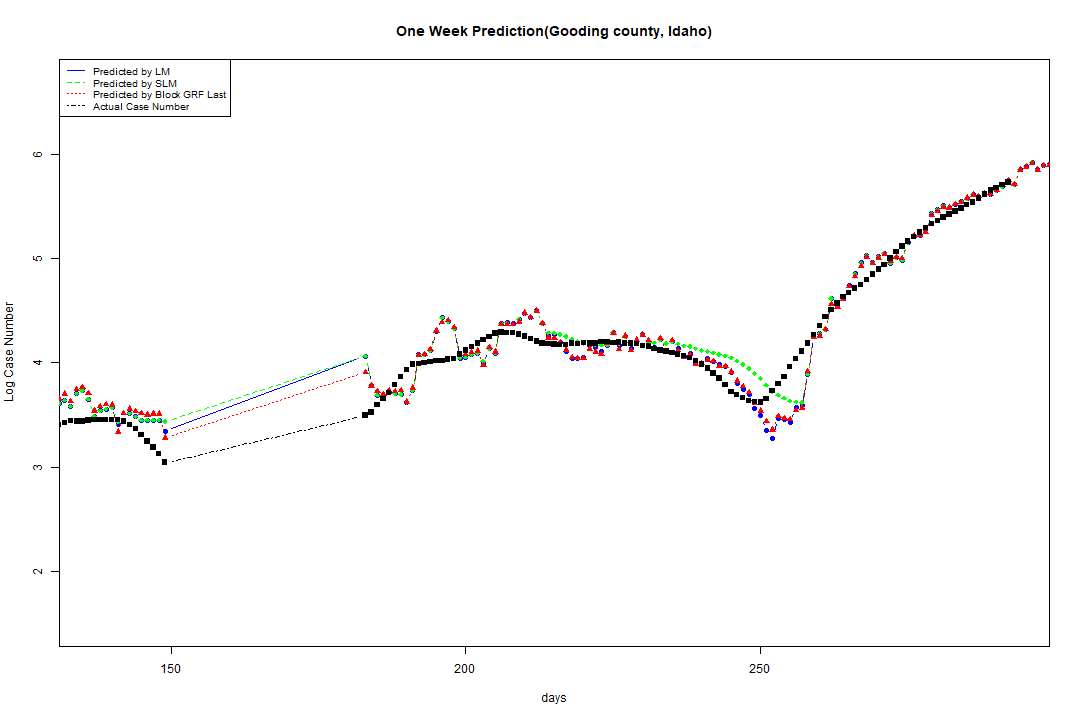 One Week Prediction(Gooding county, Idaho)
Predicted by LM
Predicted by SLM
Predicted by Block GRF Last
Actual Case Number
6
5
4
3
2
Log Case Number
150 200 250
days